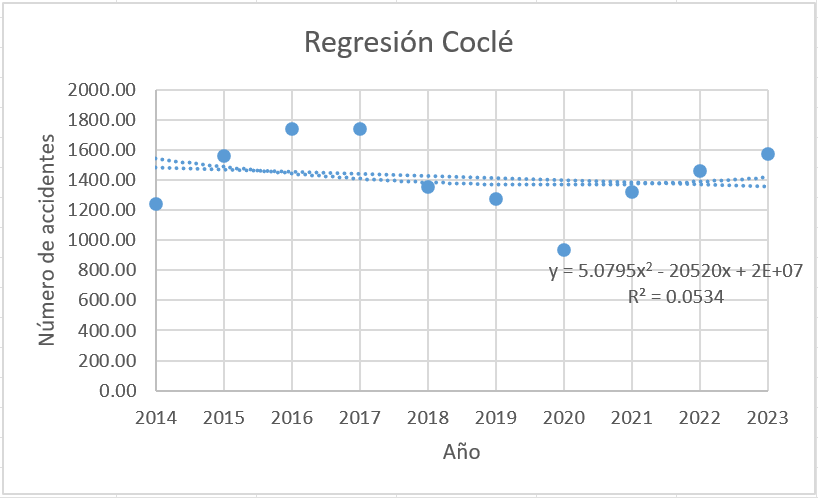 Regresión Coclé
2000.00
1800.00
1600.00
1400.00
1200.00
1000.00
800.00
600.00
400.00
200.00
0.00
Número de accidentes
y = 5.0795x² - 20520x + 2E+07
R² = 0.0534
2014 2015 2016 2017 2018 2019 2020 2021 2022 2023
Año